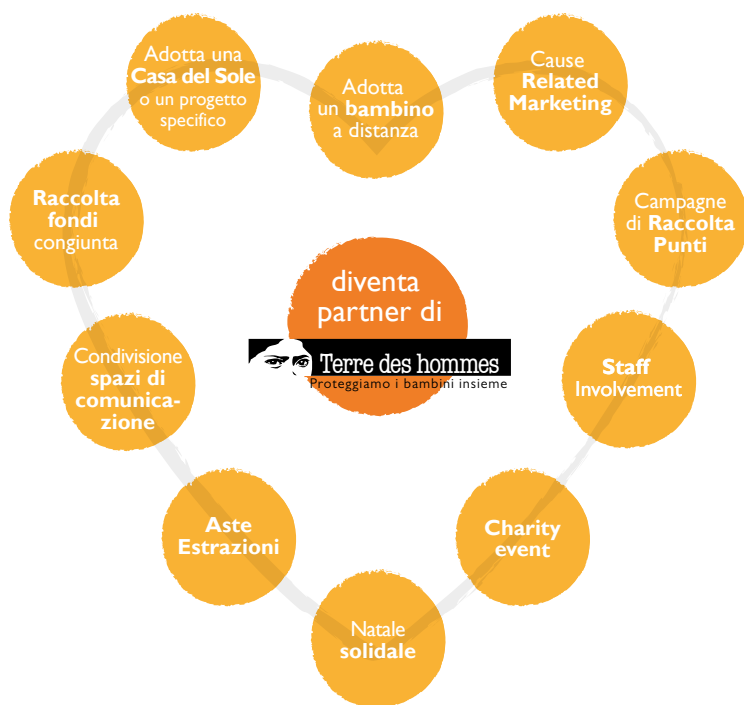 Adotta una
Casa del Sole
o un progetto
specifico
Adotta
un bambino
a distanza
Cause
Related
Marketing
Raccolta
fondi
congiunta
Campagne
di Raccolta
Punti
diventa
partner di
Terre des hommes
Proteggiamo i bambini insieme
Condivisione
spazi di
comunica-
zione
Staff
Involvement
Aste
Estrazioni
Charity
event
Natale
solidale